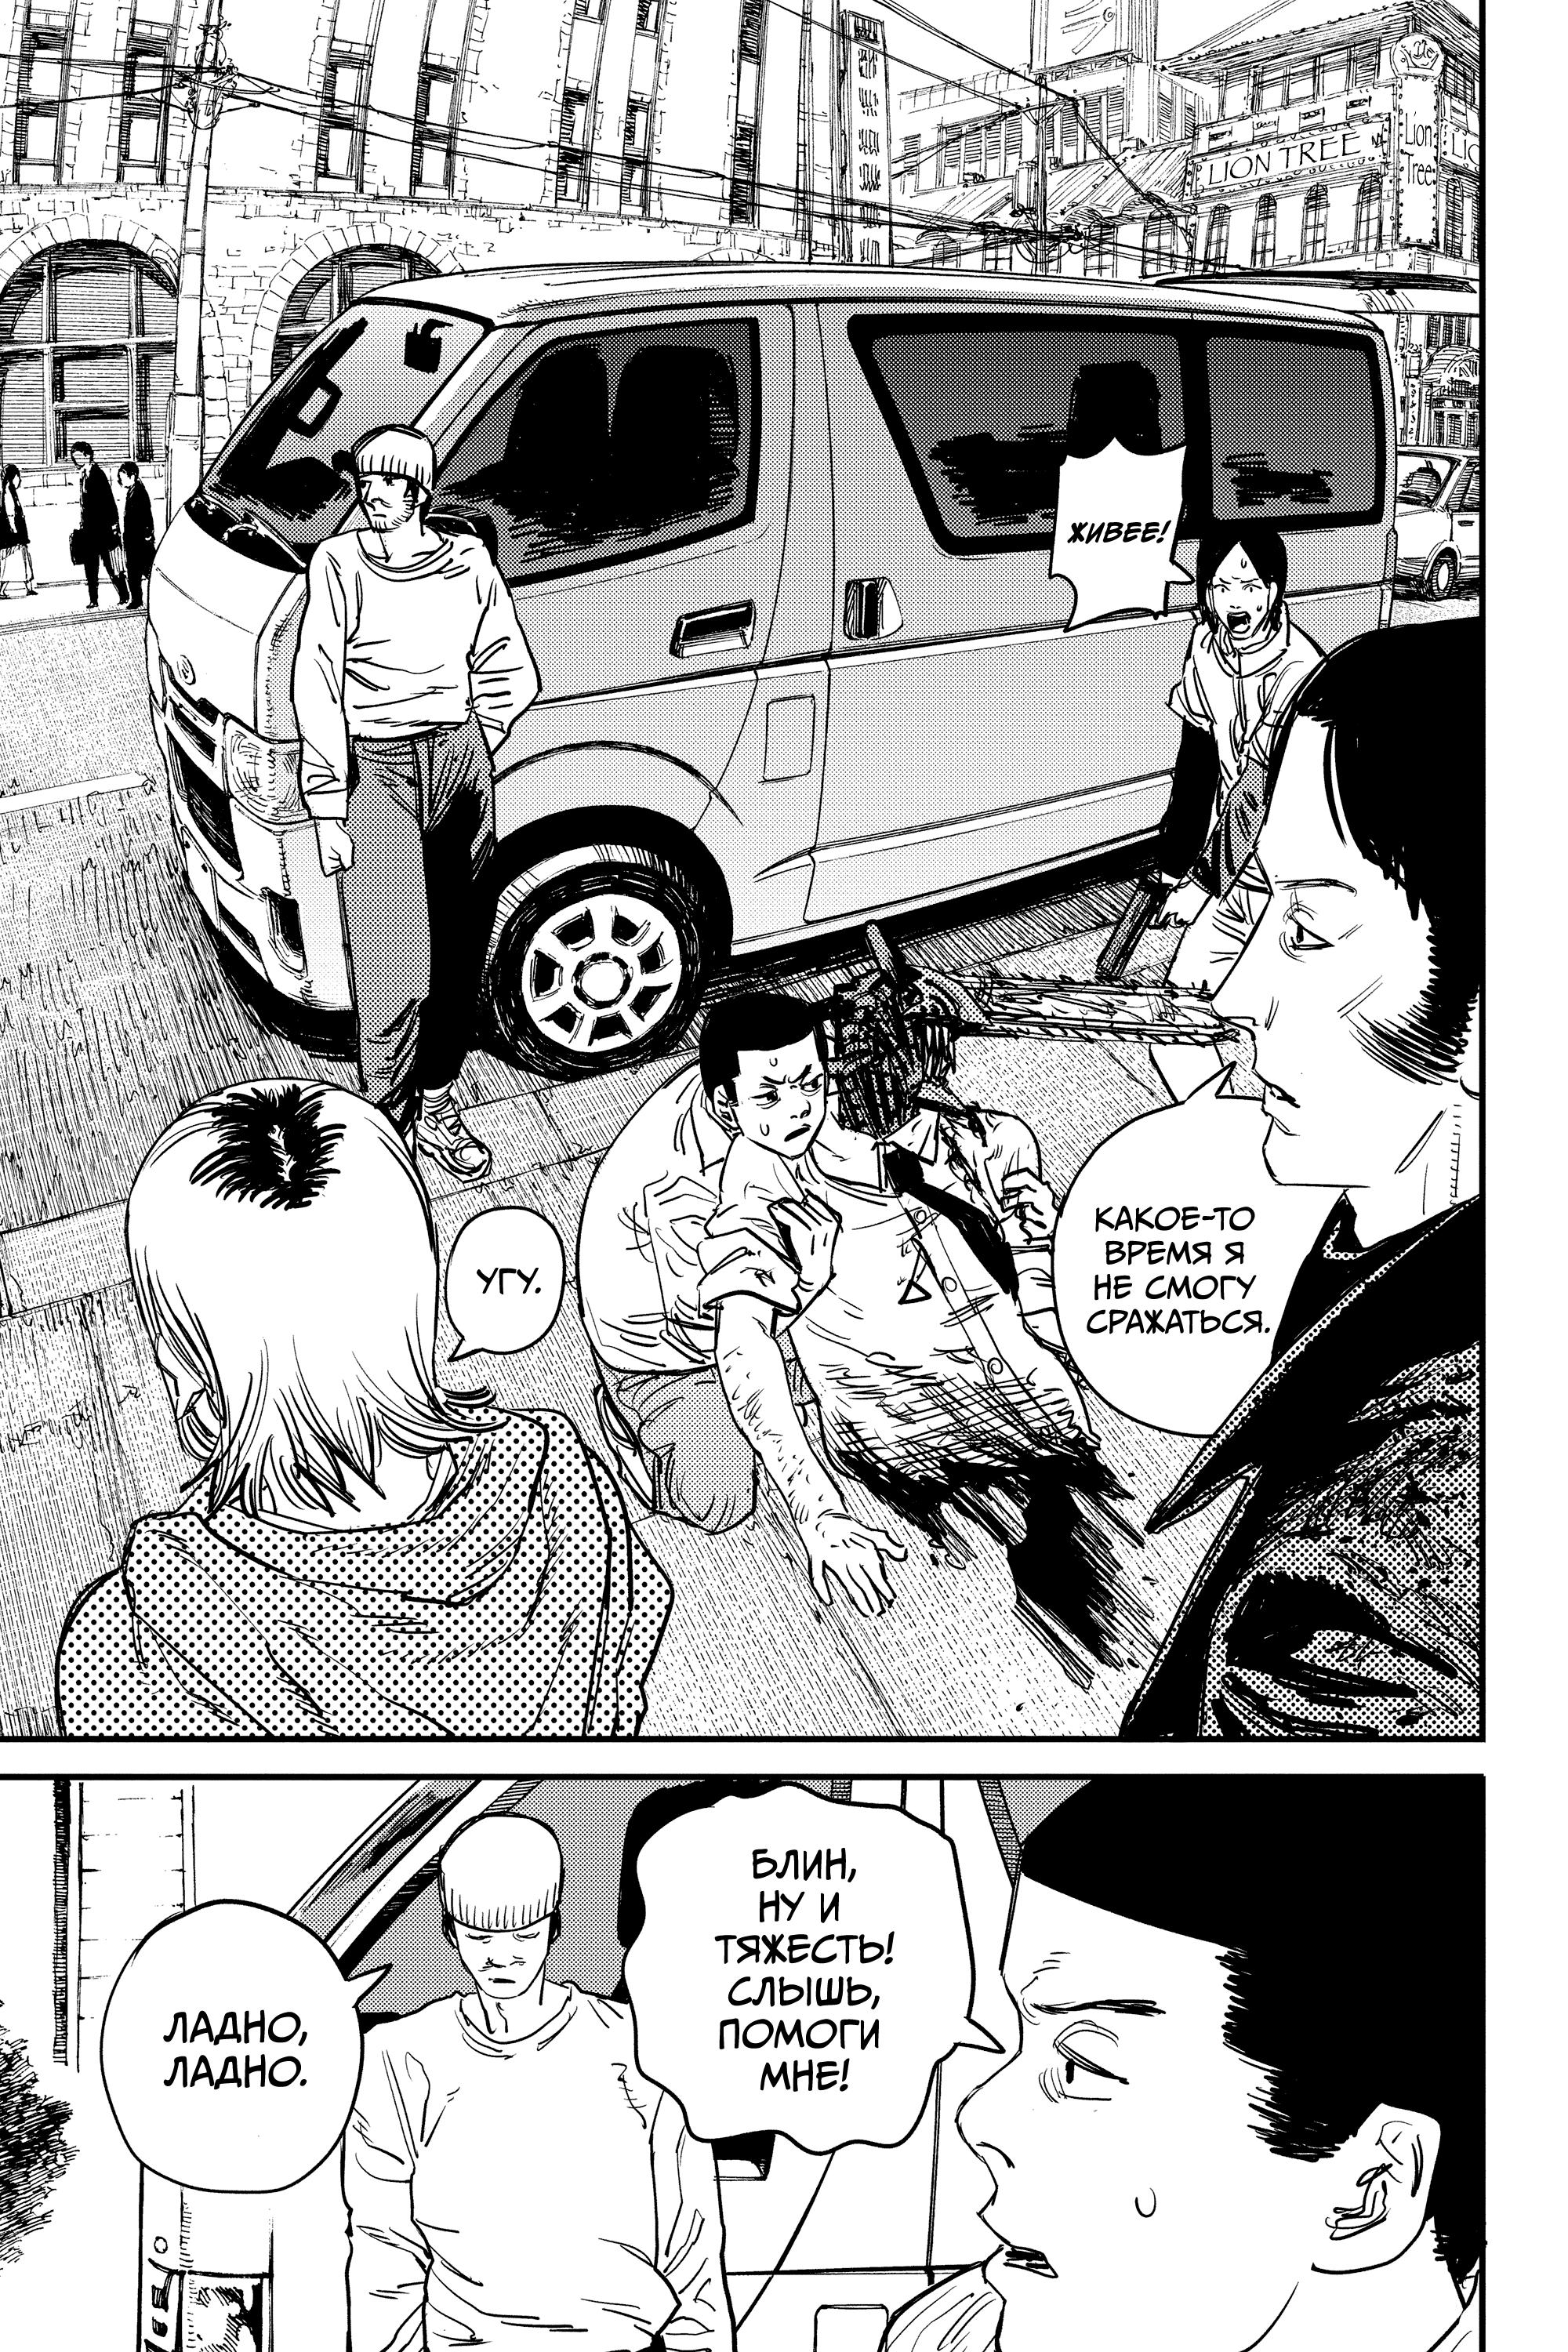 LION TREE
Lion
Tree
LIO
ЖИВЕЕ!
КАКОЕ-ТО
ВРЕМЯ Я
НЕ СМОГУ
СРАЖАТЬСЯ.
УГУ.
БЛИН,
НУ И
ТЯЖЕСТЬ!
СЛЫШЬ,
ПОМОГИ
МНЕ!
ЛАДНО,
ЛАДНО.